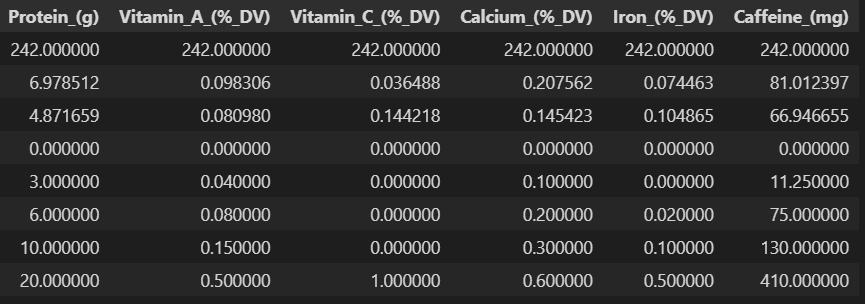 Protein_(g) Vitamin_A_(%_DV) Vitamin_C_(%_DV) Calcium_(%_DV) Iron_(%_DV) Caffeine_(mg)
242.000000 242.000000 242.000000 242.000000 242.000000 242.000000
6.978512 0.098306 0.036488 0.207562 0.074463 81.012397
4.871659 0.080980 0.144218 0.145423 0.104865 66.946655
0.000000 0.000000 0.000000 0.000000 0.000000 0.000000
3.000000 0.040000 0.000000 0.100000 0.000000 11.250000
6.000000 0.080000 0.000000 0.200000 0.020000 75.000000
10.000000 0.150000 0.000000 0.300000 0.100000 130.000000
20.000000 0.500000 1.000000 0.600000 0.500000 410.000000